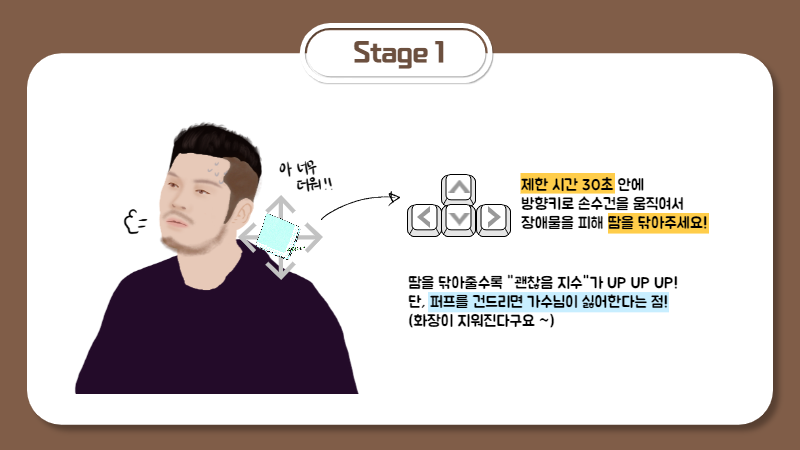 Stage 1
아 너무
더워!!
제한 시간 30초 안에
방향키로 손수건을 움직여서
장애물을 피해 땀을 닦아주세요!
땀을 닦아줄수록 "괜찮음 지수"가 UP UP UP!
단, 퍼프를 건드리면 가수님이 싫어한다는 점!
(화장이 지워진다구요 ~)